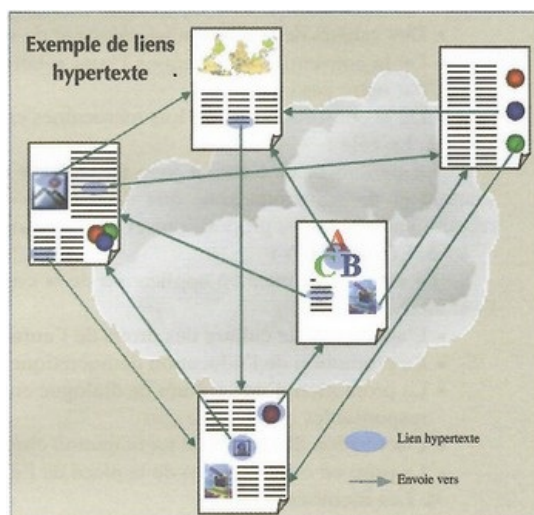 Exemple de liens
hypertexte
A
C B
Lien hypertexte
Envoie vers